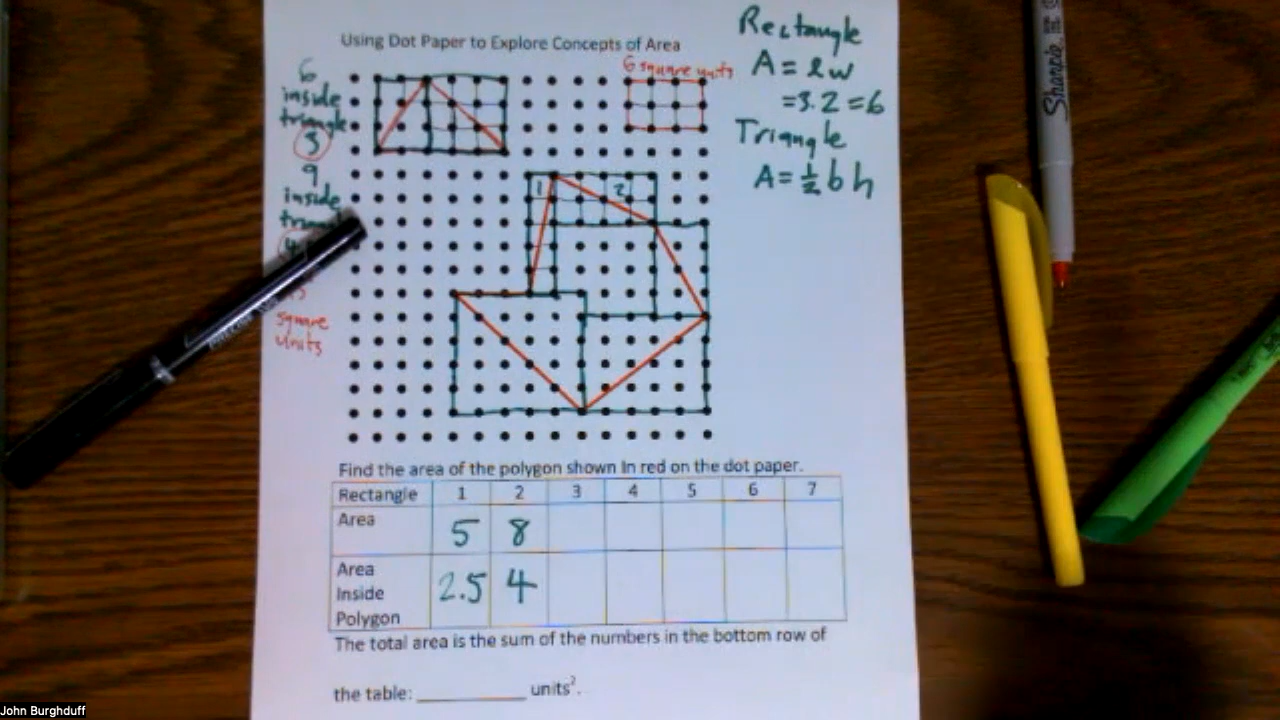 Using Dot Paper to Explore Concepts of Area
6
inside
triangle
3
9
inside
square
units
6 square units
Rectangle
A = lw
=3.2=6
Triangle
A = 1/2 b h
1
2
Find the area of the polygon shown in red on the dot paper.
Rectangle 1 2 3 4 5 6 7
Area 5 8
Area Inside Polygon 2.5 4
The total area is the sum of the numbers in the bottom row of
the table: __________ units².
Sharpie
John Burghduff